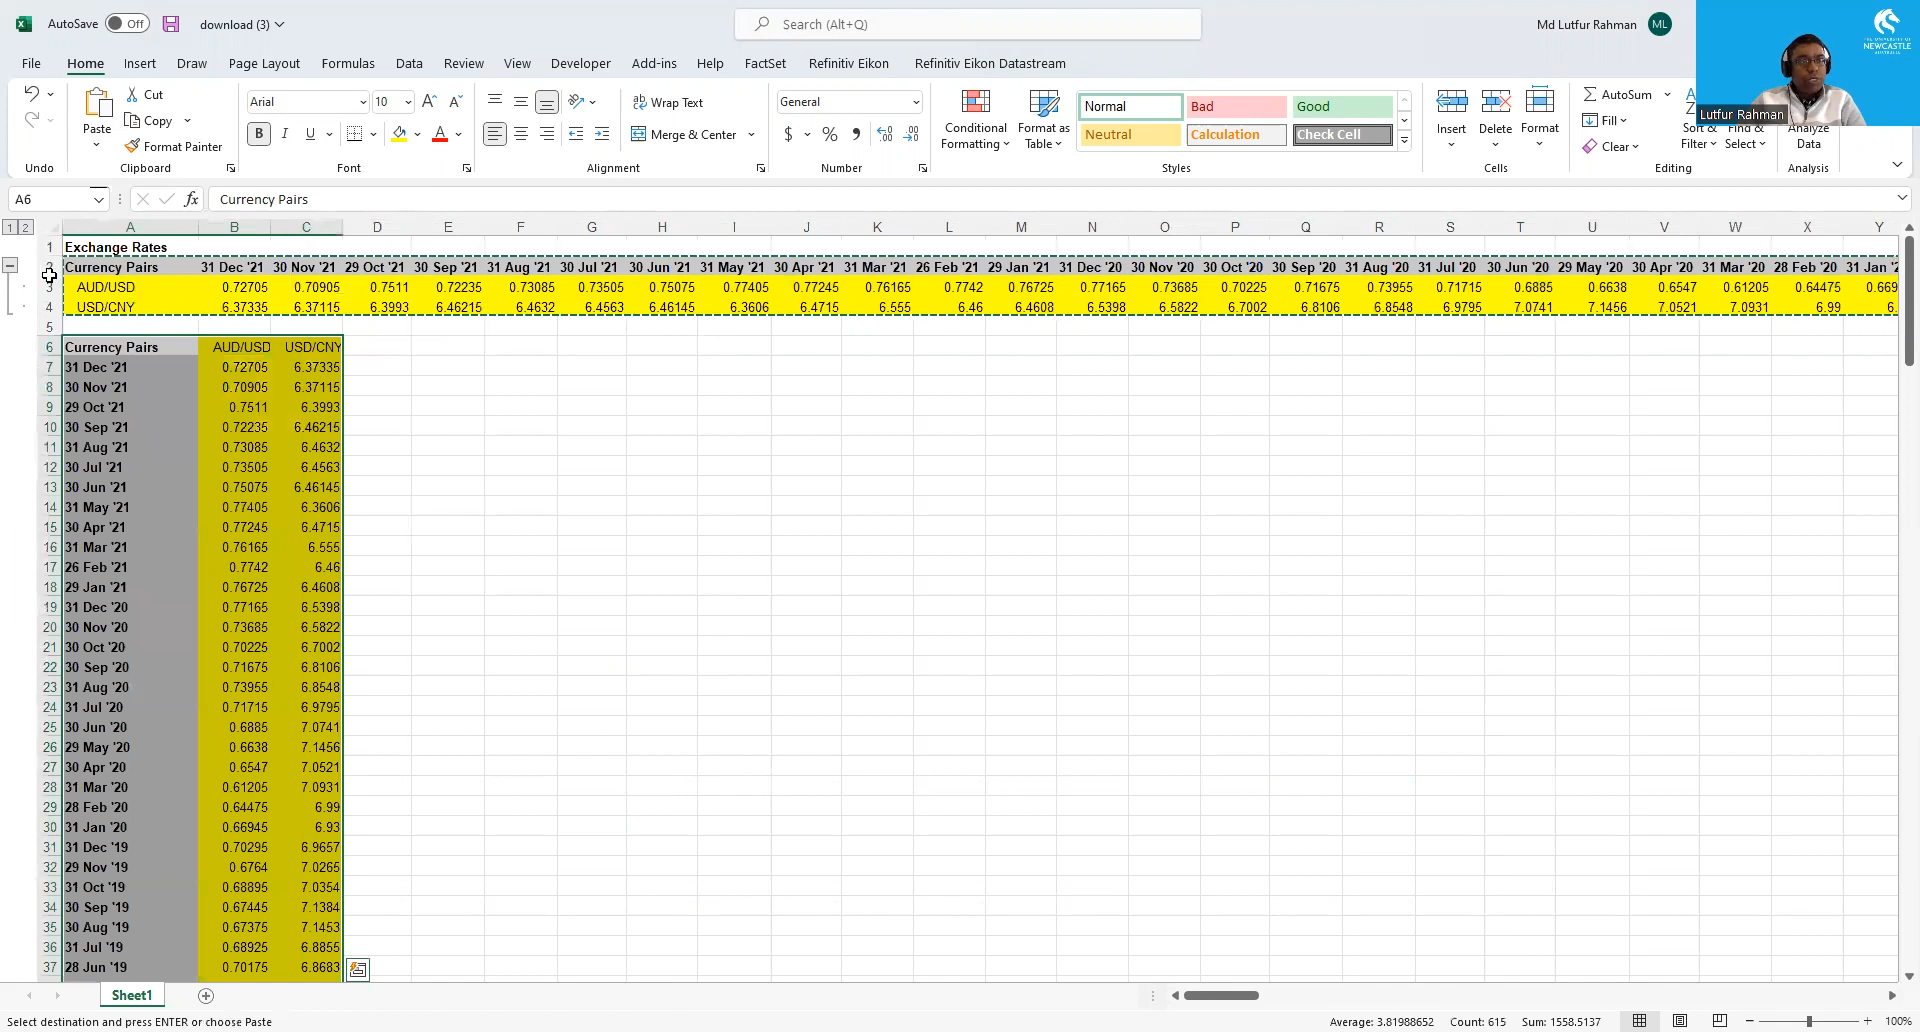 AutoSave Off download (3) Search (Alt+Q) Md Lutfur Rahman ML
File Home Insert Draw Page Layout Formulas Data Review View Developer Add-ins Help FactSet Refinitiv Eikon Refinitiv Eikon Datastream
Paste Cut Copy Format Painter
Arial 10 B I U A
Wrap Text Merge & Center
General $ %
Conditional Formatting Format as Table
Normal Bad Good
Neutral Calculation Check Cell
Insert Delete Format
AutoSum Fill Clear Sort & Filter Find & Select Analyze Data
Undo Clipboard Font Alignment Number Styles Cells Editing Analysis
THE UNIVERSITY OF NEWCASTLE AUSTRALIA
Lutfur Rahman
A6 fx Currency Pairs
1 2 A B C D E F G H I J K L M N O P Q R S T U V W X Y
1 Exchange Rates
2 Currency Pairs 31 Dec '21 30 Nov '21 29 Oct '21 30 Sep '21 31 Aug '21 30 Jul '21 30 Jun '21 31 May '21 30 Apr '21 31 Mar '21 26 Feb '21 29 Jan '21 31 Dec '20 30 Nov '20 30 Oct '20 30 Sep '20 31 Aug '20 31 Jul '20 30 Jun '20 29 May '20 30 Apr '20 31 Mar '20 28 Feb '20 31 Jan '2
3 AUD/USD 0.72705 0.70905 0.7511 0.72235 0.73085 0.73505 0.75075 0.77405 0.77245 0.76165 0.7742 0.76725 0.77165 0.73685 0.70225 0.71675 0.73955 0.71715 0.6885 0.6638 0.6547 0.61205 0.64475 0.669
4 USD/CNY 6.37335 6.37115 6.3993 6.46215 6.4632 6.4563 6.46145 6.3606 6.4715 6.555 6.46 6.4608 6.5398 6.5822 6.7002 6.8106 6.8548 6.9795 7.0741 7.1456 7.0521 7.0931 6.99 6.
5
6 Currency Pairs AUD/USD USD/CNY
7 31 Dec '21 0.72705 6.37335
8 30 Nov '21 0.70905 6.37115
9 29 Oct '21 0.7511 6.3993
10 30 Sep '21 0.72235 6.46215
11 31 Aug '21 0.73085 6.4632
12 30 Jul '21 0.73505 6.4563
13 30 Jun '21 0.75075 6.46145
14 31 May '21 0.77405 6.3606
15 30 Apr '21 0.77245 6.4715
16 31 Mar '21 0.76165 6.555
17 26 Feb '21 0.7742 6.46
18 29 Jan '21 0.76725 6.4608
19 31 Dec '20 0.77165 6.5398
20 30 Nov '20 0.73685 6.5822
21 30 Oct '20 0.70225 6.7002
22 30 Sep '20 0.71675 6.8106
23 31 Aug '20 0.73955 6.8548
24 31 Jul '20 0.71715 6.9795
25 30 Jun '20 0.6885 7.0741
26 29 May '20 0.6638 7.1456
27 30 Apr '20 0.6547 7.0521
28 31 Mar '20 0.61205 7.0931
29 28 Feb '20 0.64475 6.99
30 31 Jan '20 0.66945 6.93
31 31 Dec '19 0.70295 6.9657
32 29 Nov '19 0.6764 7.0265
33 31 Oct '19 0.68895 7.0354
34 30 Sep '19 0.67445 7.1384
35 30 Aug '19 0.67375 7.1453
36 31 Jul '19 0.68925 6.8855
37 28 Jun '19 0.70175 6.8683
Sheet1
Select destination and press ENTER or choose Paste Average: 3.81988652 Count: 615 Sum: 1558.5137 100%